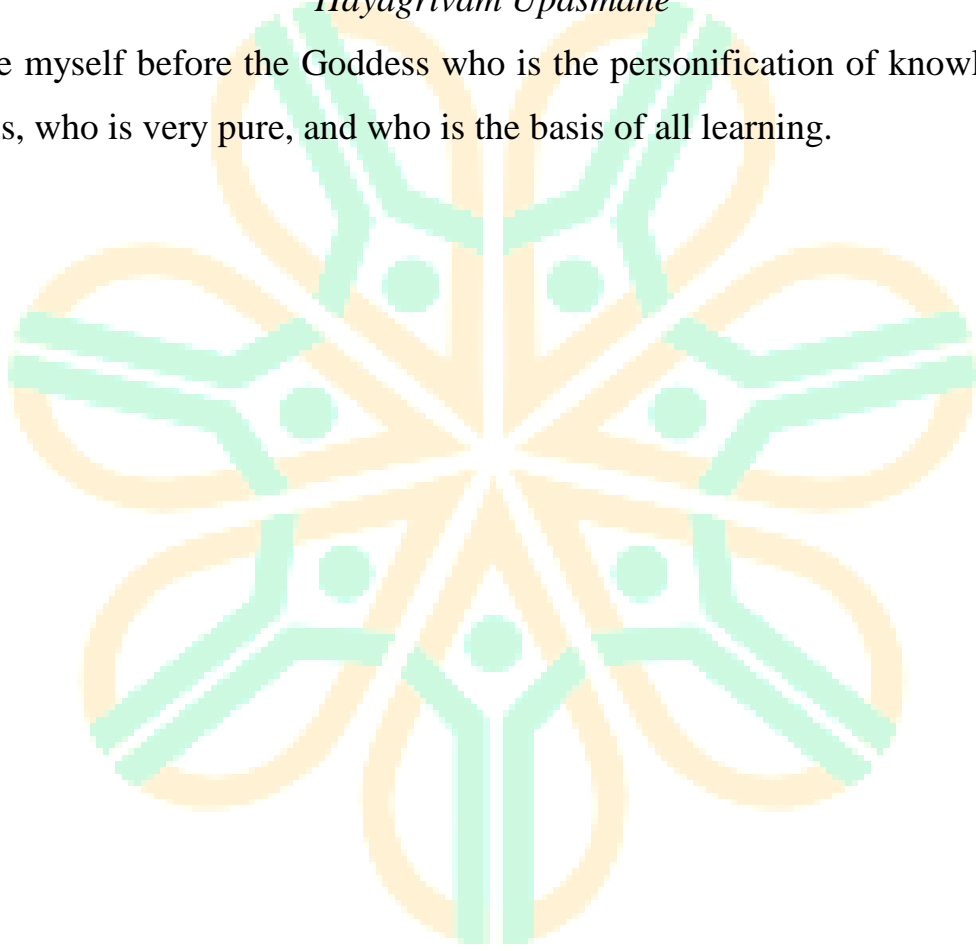 Hayagrivam Upasmahe
e myself before the Goddess who is the personification of knowl
s, who is very pure, and who is the basis of all learning.